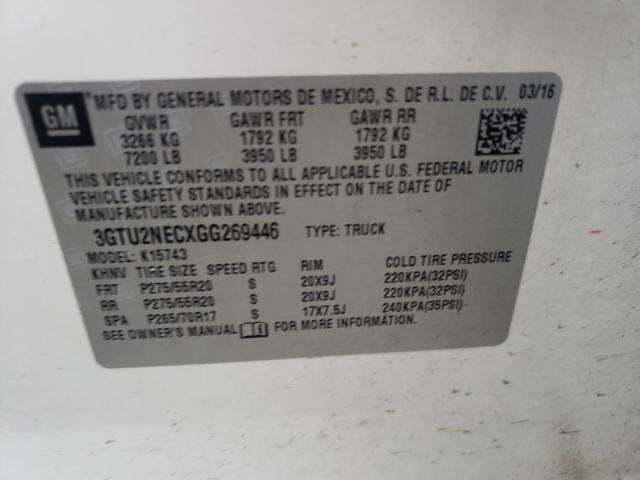 GM
® MFD BY GENERAL MOTORS DE MEXICO, S. DE R.L. DE C.V. 03/16
GVWR GAWR FRT GAWR RR
3266 KG 1792 KG 1792 KG
7200 LB 3950 LB 3950 LB
THIS VEHICLE CONFORMS TO ALL APPLICABLE U.S. FEDERAL MOTOR
VEHICLE SAFETY STANDARDS IN EFFECT ON THE DATE OF
MANUFACTURE SHOWN ABOVE.
3GTU2NECXGG269446 TYPE: TRUCK
MODEL: K15743
KHNV TIRE SIZE SPEED RTG RIM COLD TIRE PRESSURE
FRT P275/55R20 S 20X9J 220KPA(32PSI)
RR P275/55R20 S 20X9J 220KPA(32PSI)
SPA P265/70R17 S 17X7.5J 240KPA(35PSI)
SEE OWNER'S MANUAL FOR MORE INFORMATION.